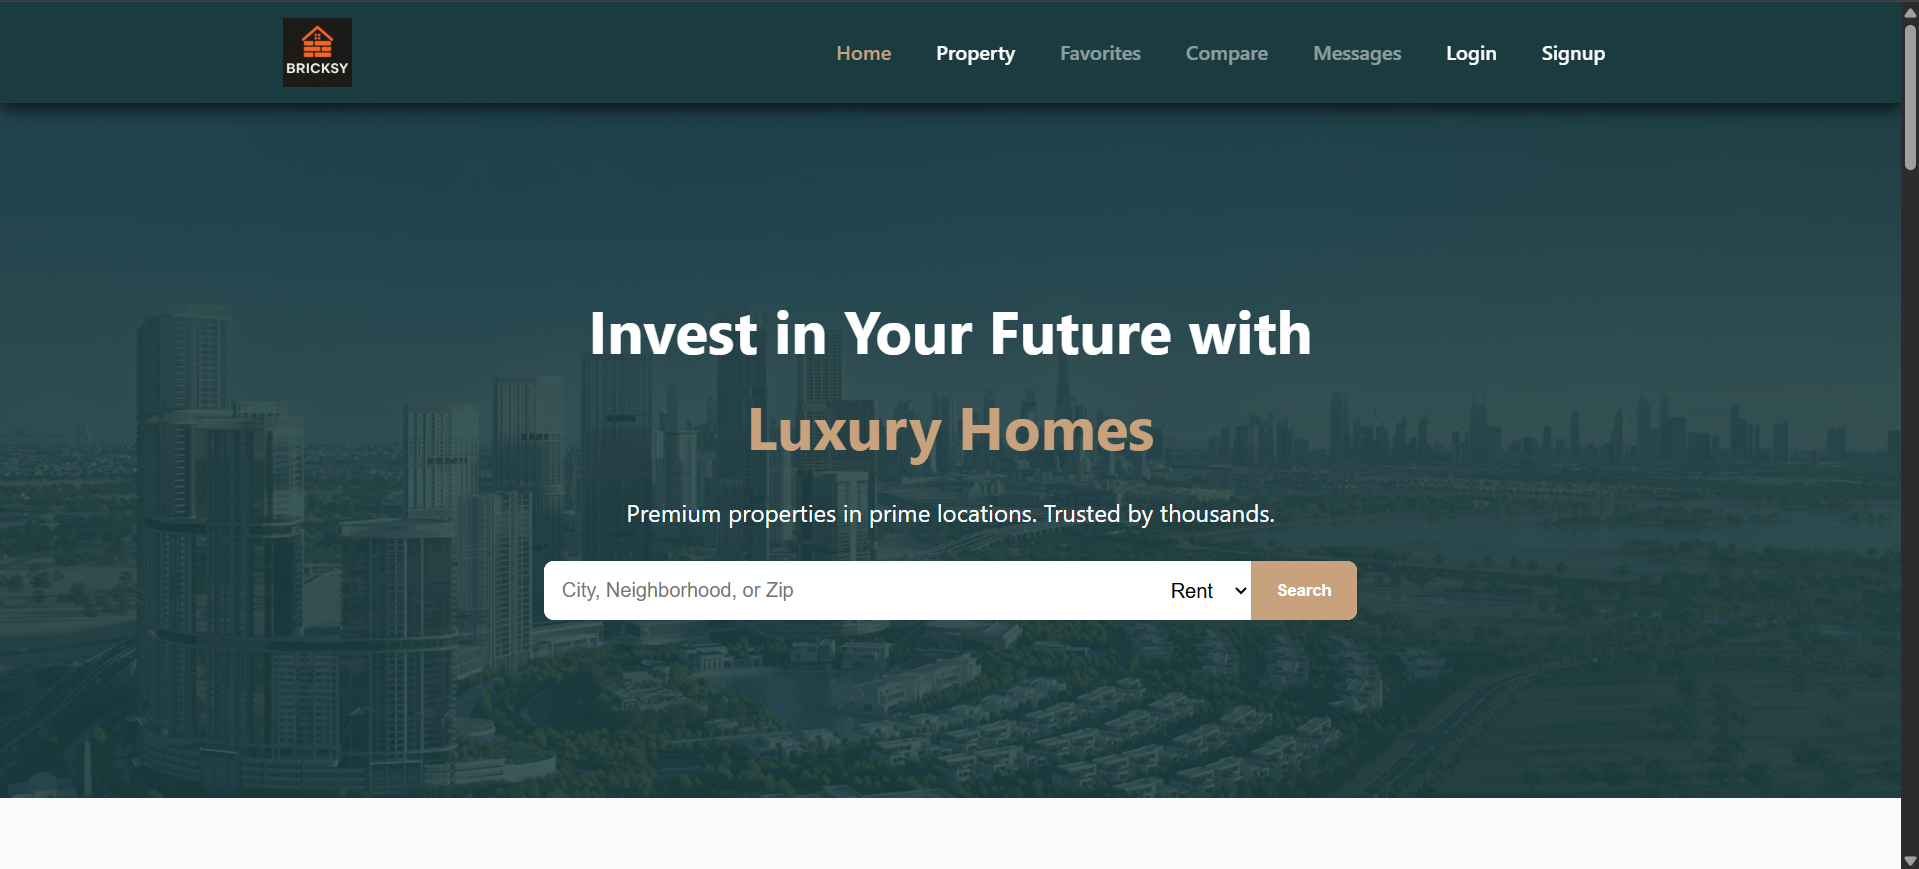 BRICKSY
Home Property Favorites Compare Messages Login Signup
Invest in Your Future with
Luxury Homes
Premium properties in prime locations. Trusted by thousands.
City, Neighborhood, or Zip Rent Search